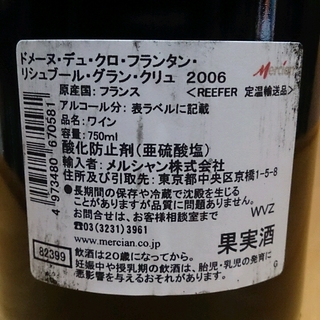 ドメーヌ・デュ・クロ・フランタン・
リシュブール・グラン・クリュ 2006
Mercian
原産国：フランス <REEFER 定温輸送品>
アルコール分：表ラベルに記載
品名：ワイン
容量：750ml
酸化防止剤(亜硫酸塩)
輸入者：メルシャン株式会社
住所及び引取先：東京都中央区京橋1-5-8
●長期間の保存や冷蔵で沈殿を生じる
ことがありますが品質に問題ありません。
お問合せは、お客様相談室まで
☎03(3231)3961
www.mercian.co.jp
WVZ
果実酒
82399
飲酒は20歳になってから。
妊娠中や授乳期の飲酒は、胎児・乳児の発育に
悪影響を与えるおそれがあります。
G
4 973480 670581